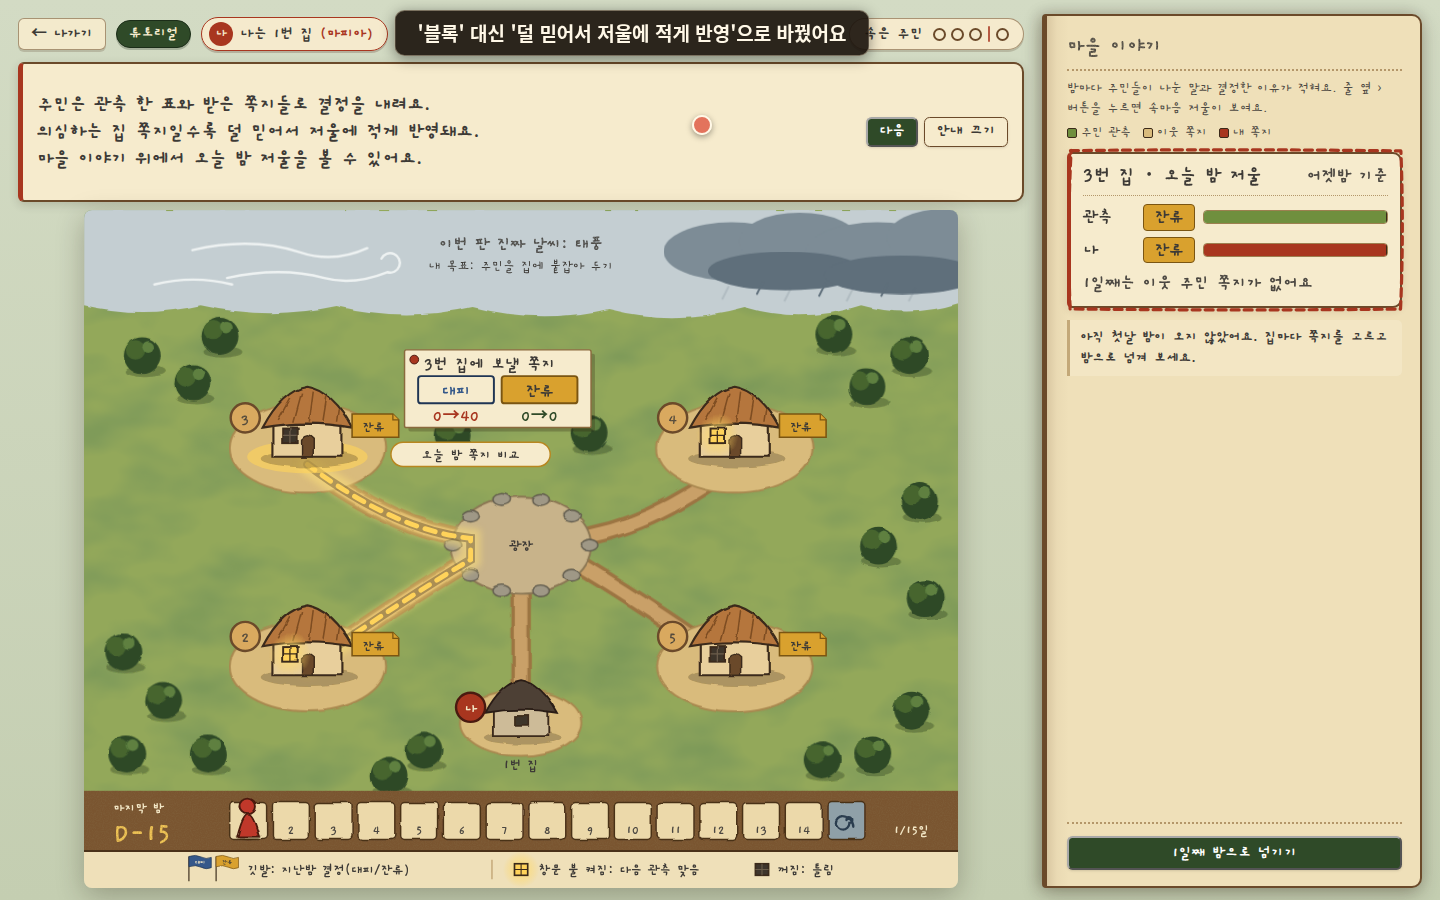 ← 나가기
튜토리얼
나 나는 1번 집 (마피아)
'블록' 대신 '덜 믿어서 저울에 적게 반영'으로 바꿨어요
속은 주민
주민은 관측 한 표와 받은 쪽지들로 결정을 내려요.
의심하는 집 쪽지일수록 덜 믿어서 저울에 적게 반영돼요.
마을 이야기 위에서 오늘 밤 저울을 볼 수 있어요.
다음
안내 끄기
이번 판 진짜 날씨: 태풍
내 목표: 주민을 집에 붙잡아 두기
3번 집에 보낼 쪽지
대피 잔류
0→40 0→0
오늘 밤 쪽지 비교
3
잔류
4
잔류
광장
2
잔류
5
잔류
나
1번 집
마지막 밤
D-15
2 3 4 5 6 7 8 9 10 11 12 13 14
1/15일
대피 잔류
깃발: 지난밤 결정(대피/잔류)
창문 불 켜짐: 다음 관측 맞음
꺼짐: 틀림
마을 이야기
밤마다 주민들이 나눈 말과 결정한 이유가 적혀요. 줄 옆 ›
버튼을 누르면 속마음 저울이 보여요.
주민 관측 이웃 쪽지 내 쪽지
3번 집 · 오늘 밤 저울 어젯밤 기준
관측 잔류
나 잔류
1일째는 이웃 주민 쪽지가 없어요
아직 첫날 밤이 오지 않았어요. 집마다 쪽지를 고르고
밤으로 넘겨 보세요.
1일째 밤으로 넘기기